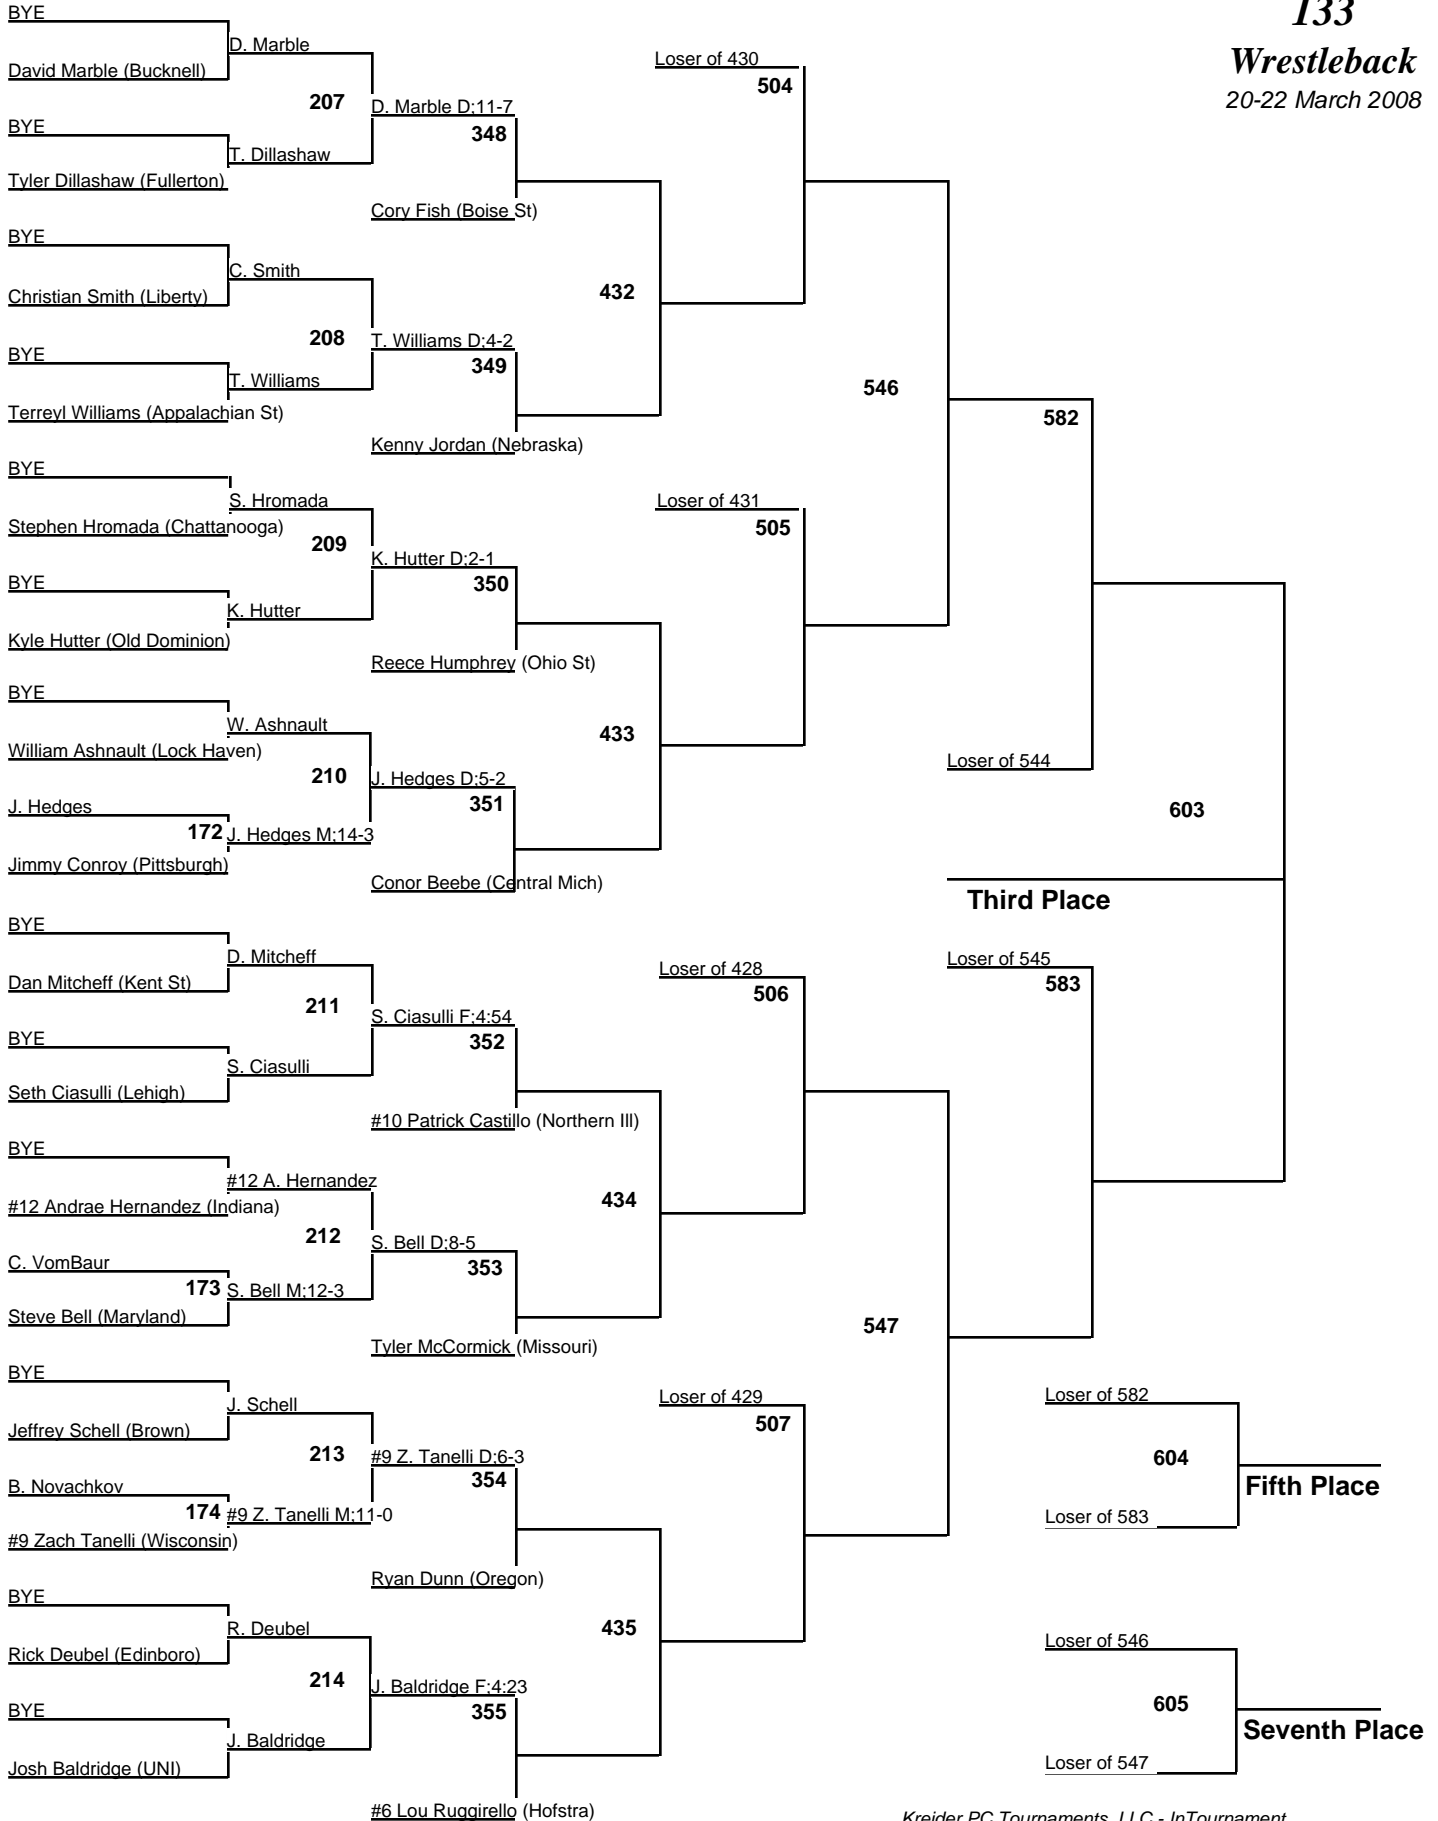 133
Wrestleback
20-22 March 2008
BYE
David Marble (Bucknell)
BYE
Tyler Dillashaw (Fullerton)
BYE
Christian Smith (Liberty)
BYE
Terreyl Williams (Appalachian St)
BYE
Stephen Hromada (Chattanooga)
BYE
Kyle Hutter (Old Dominion)
BYE
William Ashnault (Lock Haven)
J. Hedges
172
Jimmy Conroy (Pittsburgh)
BYE
Dan Mitcheff (Kent St)
BYE
Seth Ciasulli (Lehigh)
BYE
#12 Andrae Hernandez (Indiana)
C. VomBaur
173
Steve Bell (Maryland)
BYE
Jeffrey Schell (Brown)
B. Novachkov
174
#9 Zach Tanelli (Wisconsin)
BYE
Rick Deubel (Edinboro)
BYE
Josh Baldridge (UNI)
D. Marble
207
T. Dillashaw
C. Smith
208
T. Williams
S. Hromada
209
K. Hutter
W. Ashnault
210
J. Hedges M;14-3
D. Mitcheff
211
S. Ciasulli
#12 A. Hernandez
212
S. Bell M;12-3
J. Schell
213
#9 Z. Tanelli M;11-0
R. Deubel
214
J. Baldridge
D. Marble D;11-7
348
Cory Fish (Boise St)
T. Williams D;4-2
349
Kenny Jordan (Nebraska)
K. Hutter D;2-1
350
Reece Humphrey (Ohio St)
J. Hedges D;5-2
351
Conor Beebe (Central Mich)
S. Ciasulli F;4:54
352
#10 Patrick Castillo (Northern Ill)
S. Bell D;8-5
353
Tyler McCormick (Missouri)
#9 Z. Tanelli D;6-3
354
Ryan Dunn (Oregon)
J. Baldridge F;4:23
355
#6 Lou Ruggirello (Hofstra)
432
433
434
435
Loser of 430
504
Loser of 431
505
Loser of 428
506
Loser of 429
507
546
547
582
Loser of 544
Loser of 545
583
603
Third Place
Loser of 582
604
Fifth Place
Loser of 583
Loser of 546
605
Seventh Place
Loser of 547
Kreider PC Tournaments, LLC - InTournament